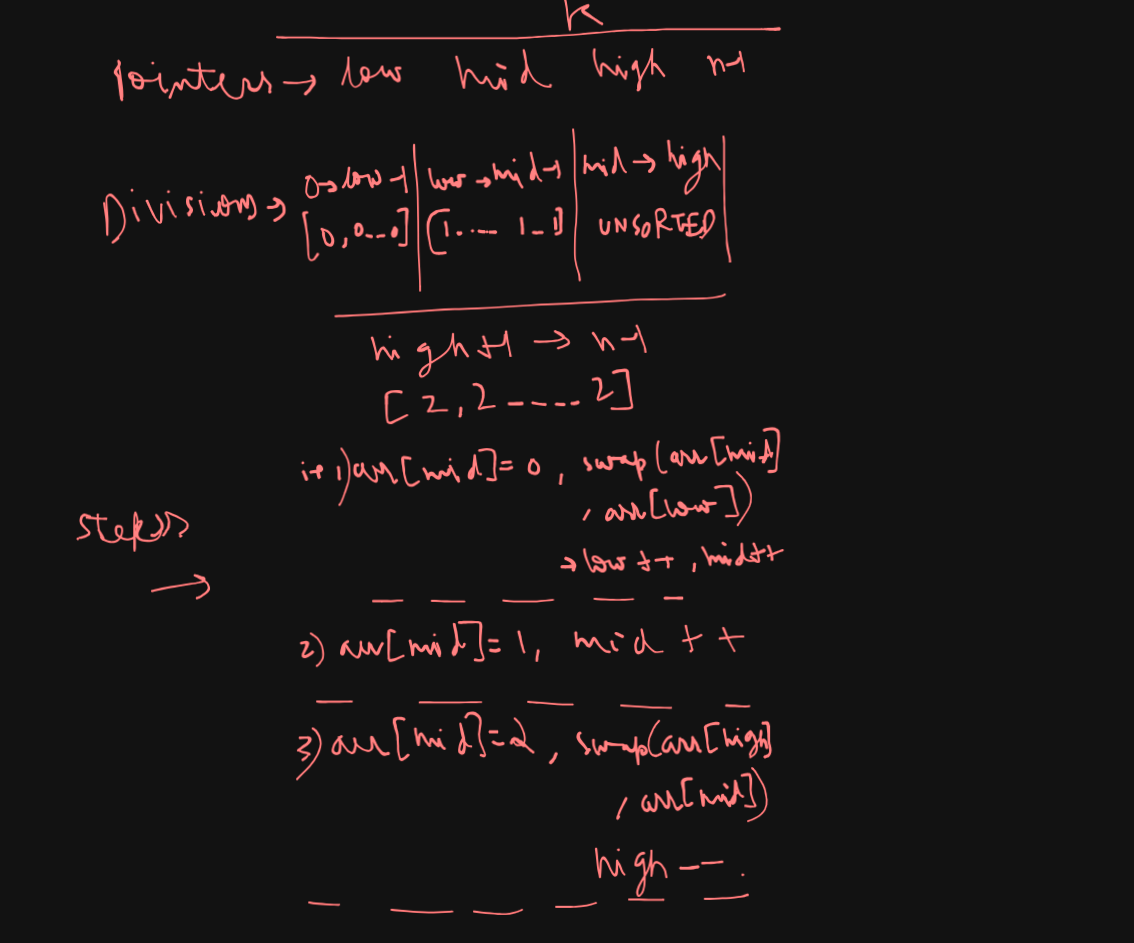 K
Pointers → low mid high n-1
0→low-1 | low→mid-1 | mid→high |
Divisions → [0,0--0] | [1.--- 1-1] | UNSORTED |
high+1 → n-1
[2,2----- 2]
1)arr[mid]=0, swap(arr[mid]
, arr[low])
Steps
→ low++, mid++
→
2) arr[mid]=1, mid++
3) arr[mid]=2, swap(arr[high]
, arr[mid])
high--.